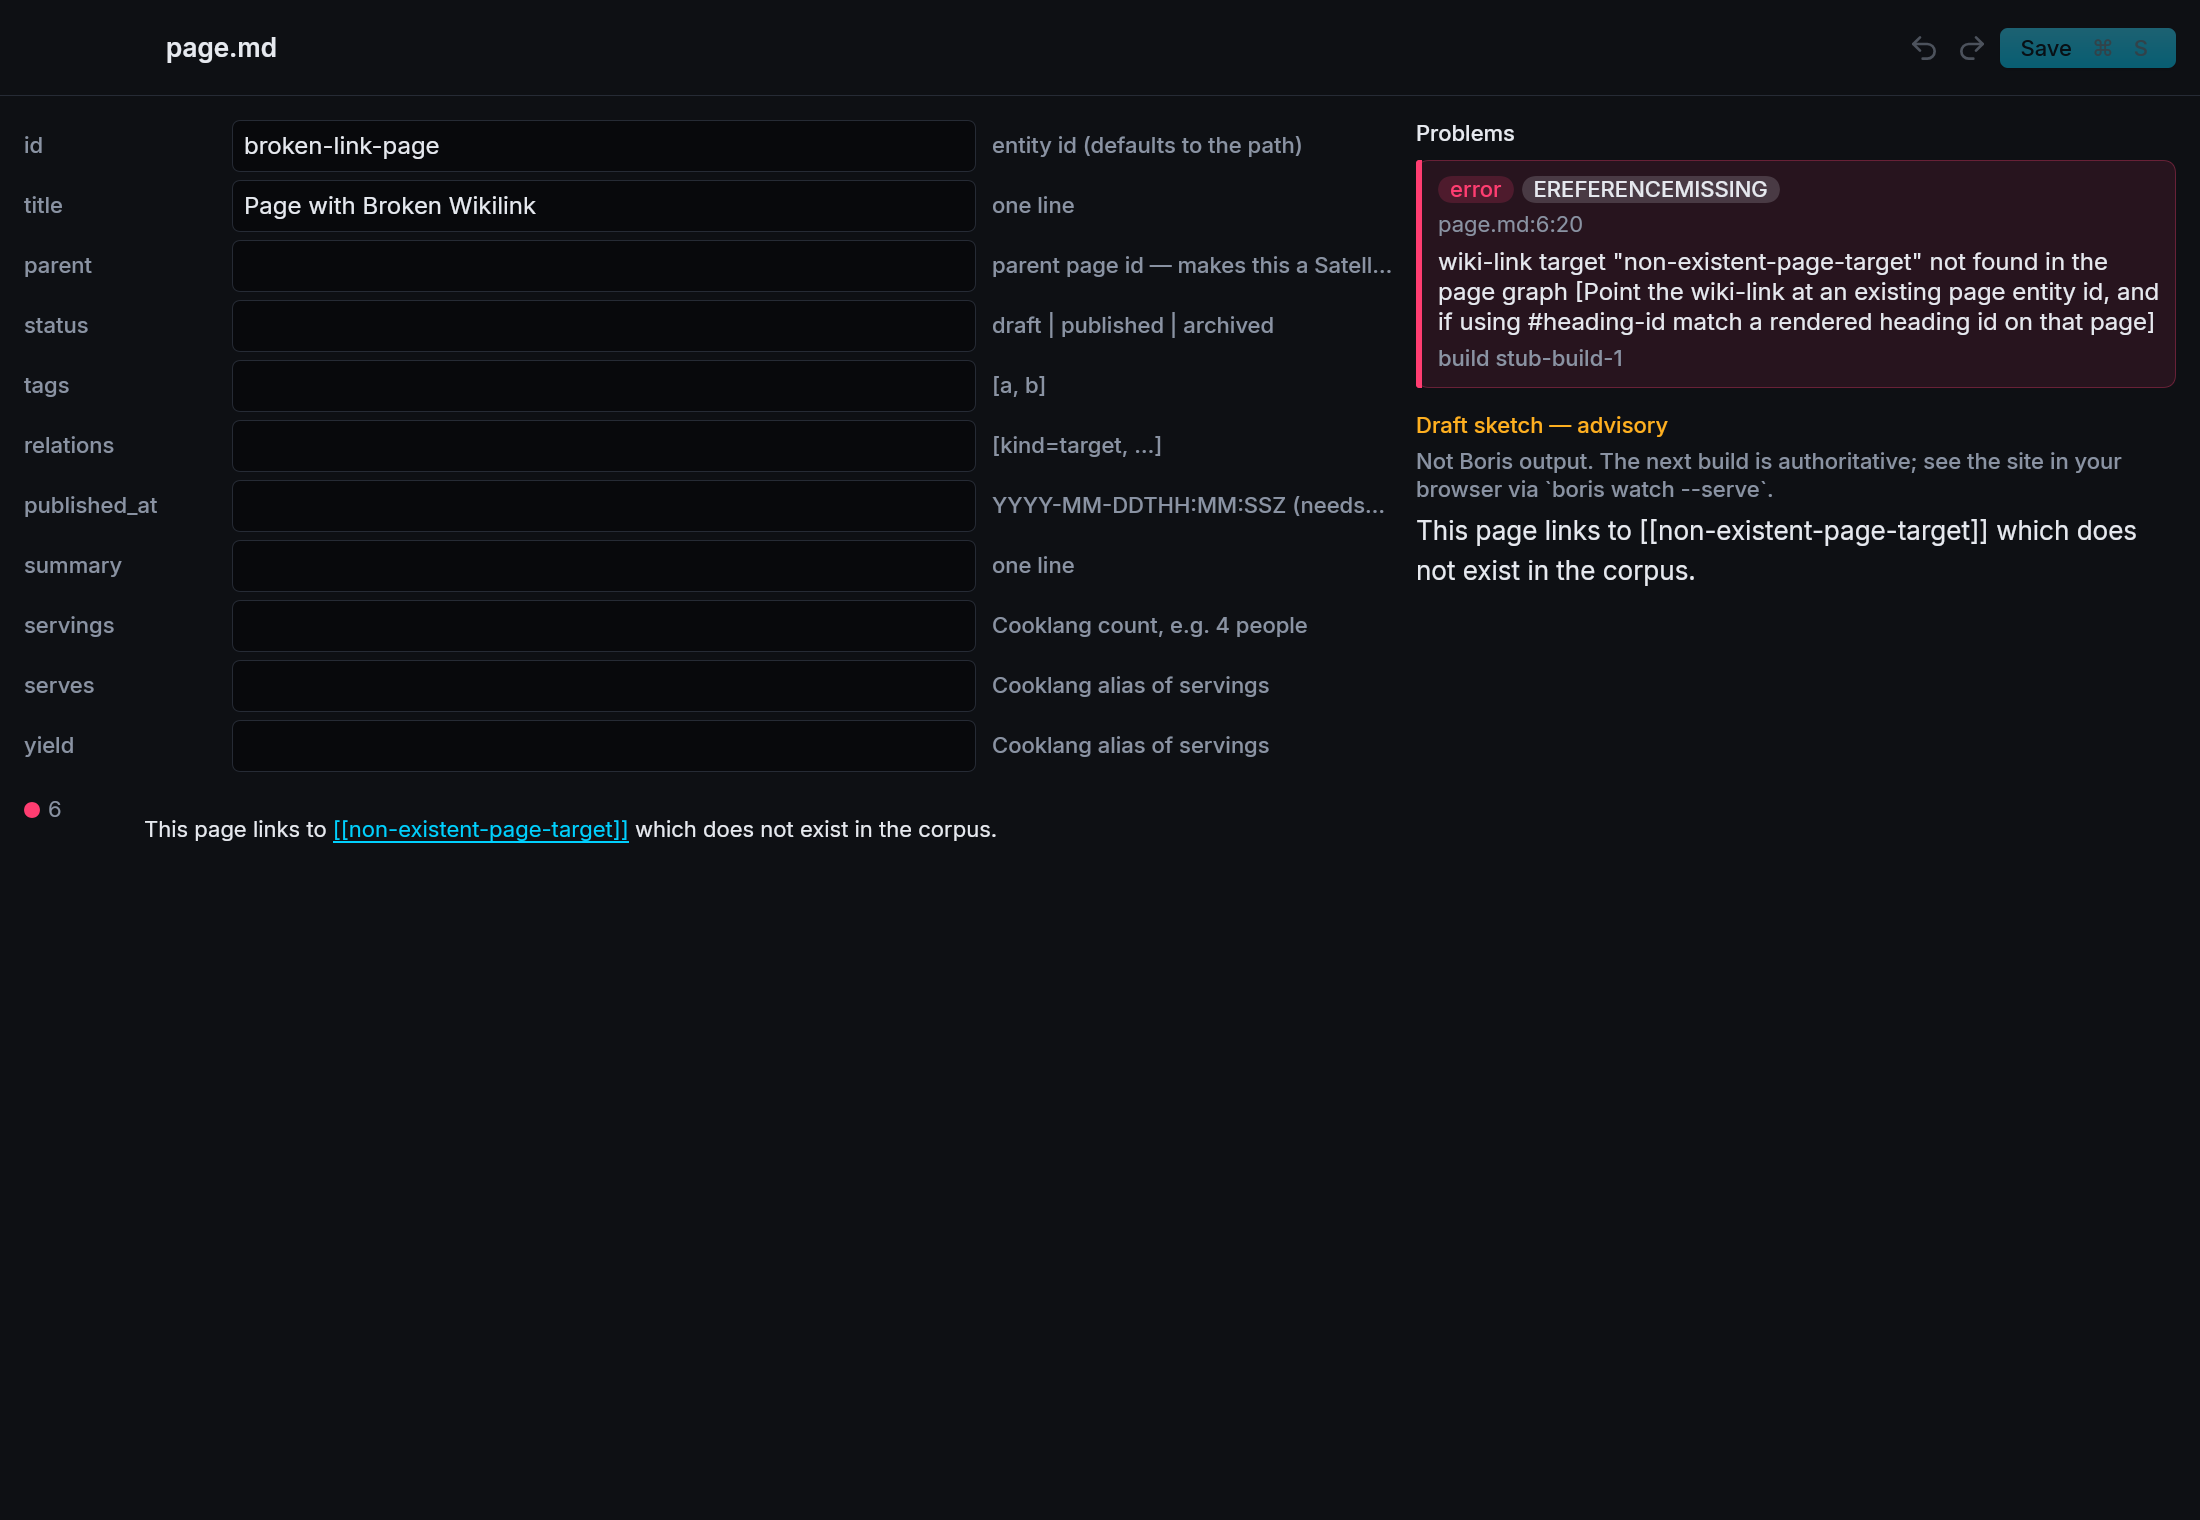 page.md
Save ⌘ S
id broken-link-page entity id (defaults to the path)
title Page with Broken Wikilink one line
parent parent page id — makes this a Satell...
status draft | published | archived
tags [a, b]
relations [kind=target, ...]
published_at YYYY-MM-DDTHH:MM:SSZ (needs...
summary one line
servings Cooklang count, e.g. 4 people
serves Cooklang alias of servings
yield Cooklang alias of servings
6
This page links to [[non-existent-page-target]] which does not exist in the corpus.
Problems
error EREFERENCEMISSING
page.md:6:20
wiki-link target "non-existent-page-target" not found in the
page graph [Point the wiki-link at an existing page entity id, and
if using #heading-id match a rendered heading id on that page]
build stub-build-1
Draft sketch — advisory
Not Boris output. The next build is authoritative; see the site in your
browser via `boris watch --serve`.
This page links to [[non-existent-page-target]] which does
not exist in the corpus.